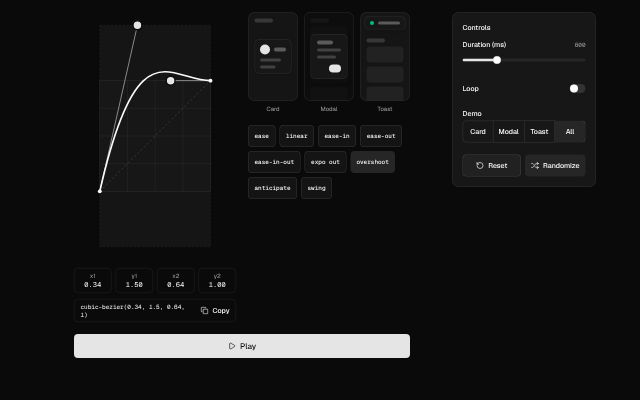 Card Modal Toast
ease linear ease-in ease-out
ease-in-out expo out overshoot
anticipate swing
x1 y1 x2 y2
0.34 1.50 0.64 1.00
cubic-bezier(0.34, 1.5, 0.64,
1)
Copy
Play
Controls
Duration (ms) 600
Loop
Demo
Card Modal Toast All
Reset Randomize